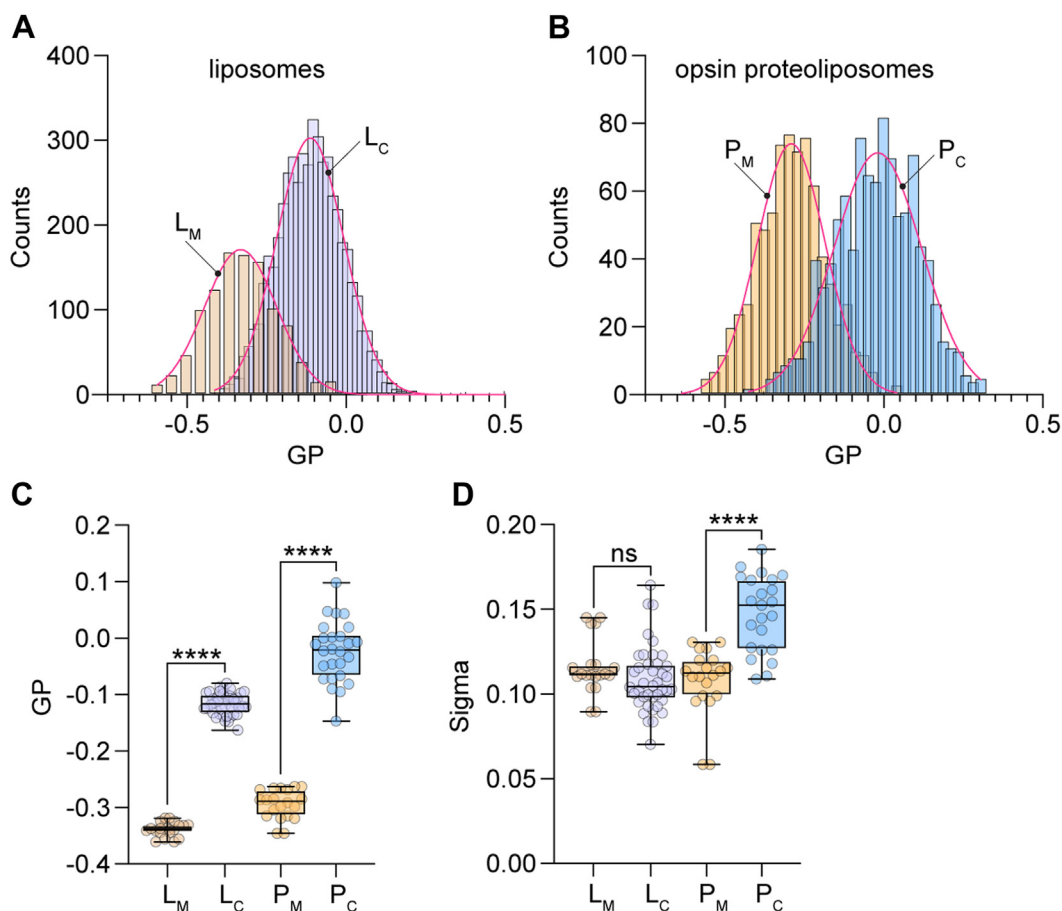 A
B
400
300
200
100
0
Counts
liposomes
L_M
L_C
-0.5
0.0
0.5
GP
100
80
60
40
20
0
Counts
opsin proteoliposomes
P_M
P_C
-0.5
0.0
0.5
GP
C
D
0.2
0.1
0.0
-0.1
-0.2
-0.3
-0.4
GP
****
****
L_M
L_C
P_M
P_C
0.20
0.15
0.10
0.05
0.00
Sigma
ns
****
L_M
L_C
P_M
P_C